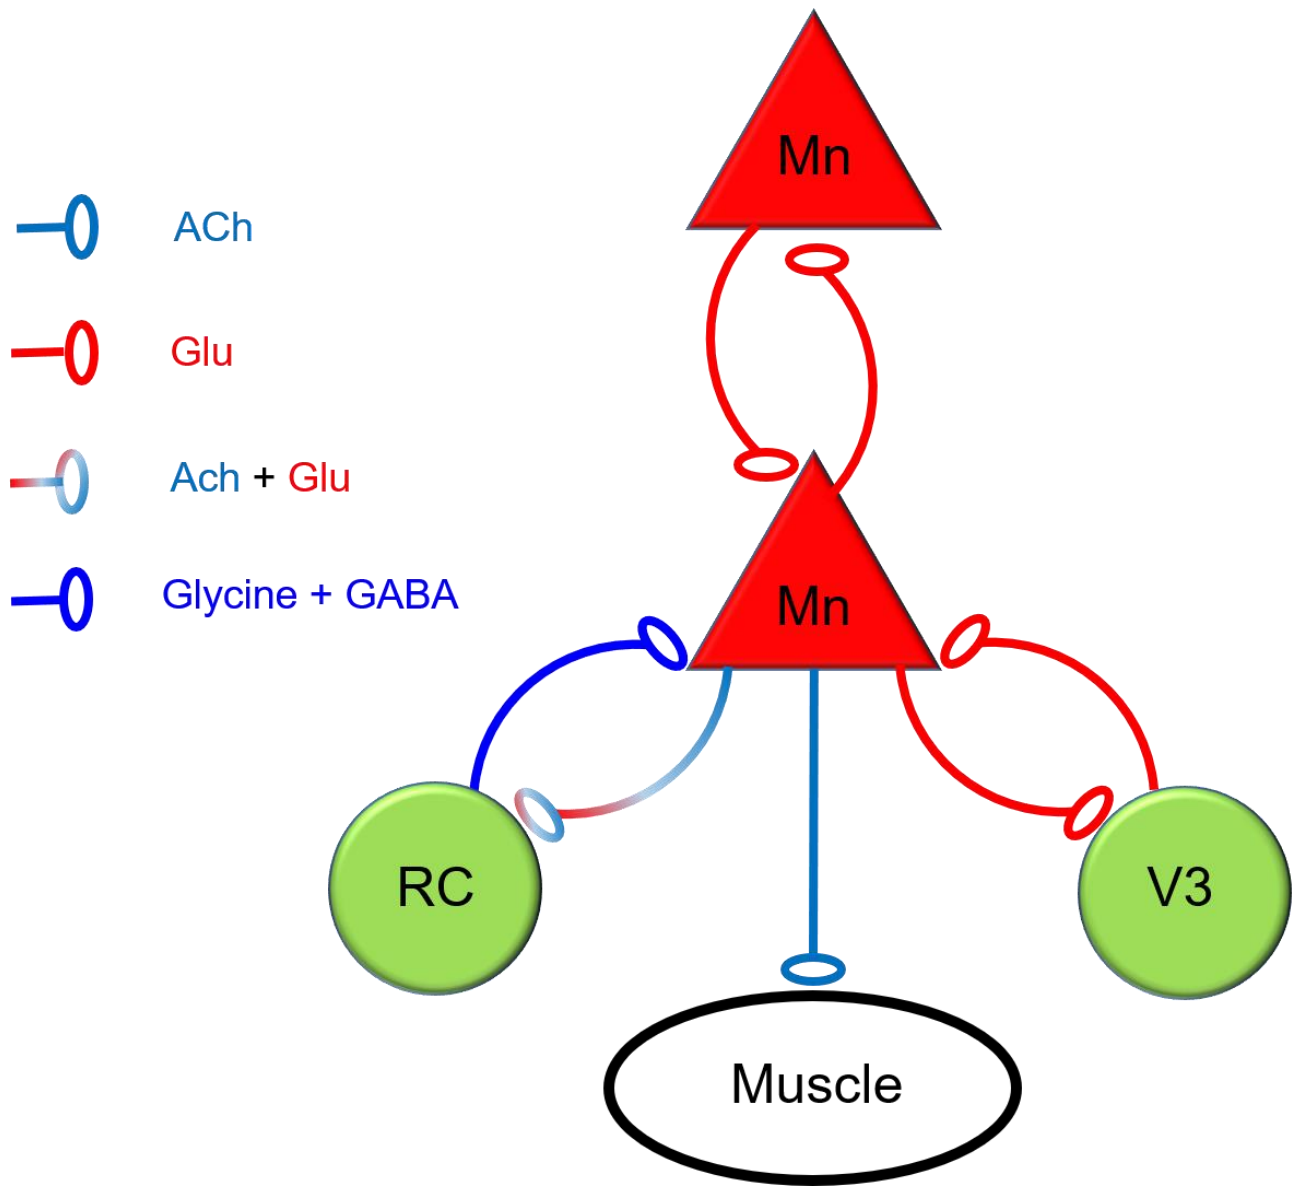 Mn
ACh
Glu
Ach + Glu
Glycine + GABA
Mn
RC
V3
Muscle